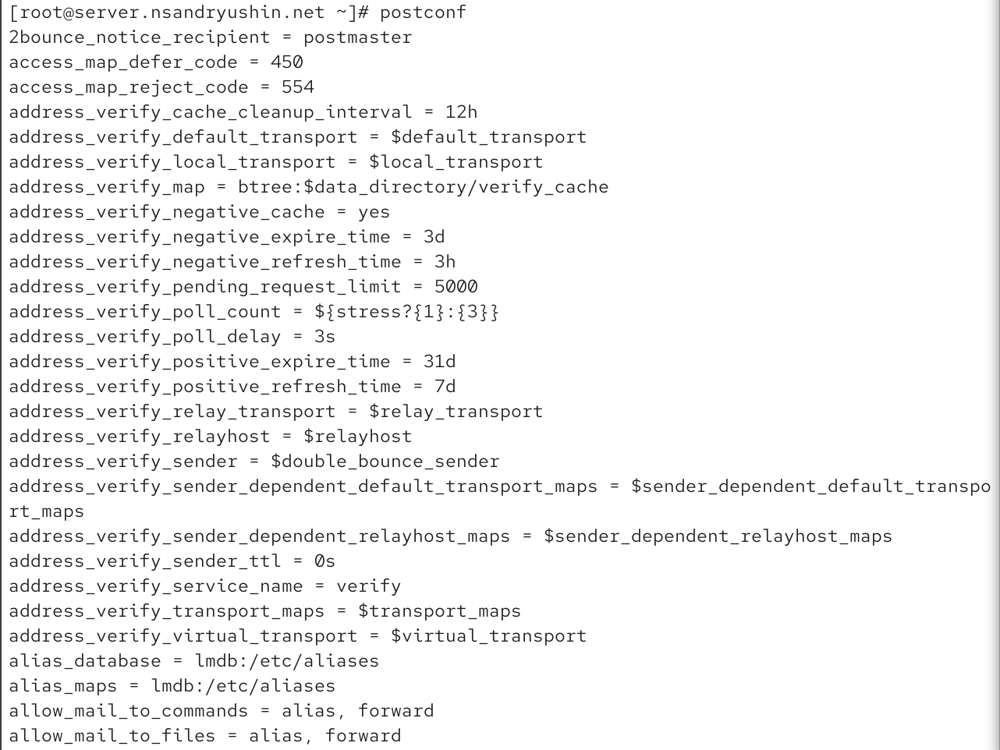 [root@server.nsandryushin.net ~]# postconf
2bounce_notice_recipient = postmaster
access_map_defer_code = 450
access_map_reject_code = 554
address_verify_cache_cleanup_interval = 12h
address_verify_default_transport = $default_transport
address_verify_local_transport = $local_transport
address_verify_map = btree:$data_directory/verify_cache
address_verify_negative_cache = yes
address_verify_negative_expire_time = 3d
address_verify_negative_refresh_time = 3h
address_verify_pending_request_limit = 5000
address_verify_poll_count = ${stress?{1}:{3}}
address_verify_poll_delay = 3s
address_verify_positive_expire_time = 31d
address_verify_positive_refresh_time = 7d
address_verify_relay_transport = $relay_transport
address_verify_relayhost = $relayhost
address_verify_sender = $double_bounce_sender
address_verify_sender_dependent_default_transport_maps = $sender_dependent_default_transpo
rt_maps
address_verify_sender_dependent_relayhost_maps = $sender_dependent_relayhost_maps
address_verify_sender_ttl = 0s
address_verify_service_name = verify
address_verify_transport_maps = $transport_maps
address_verify_virtual_transport = $virtual_transport
alias_database = lmdb:/etc/aliases
alias_maps = lmdb:/etc/aliases
allow_mail_to_commands = alias, forward
allow_mail_to_files = alias, forward